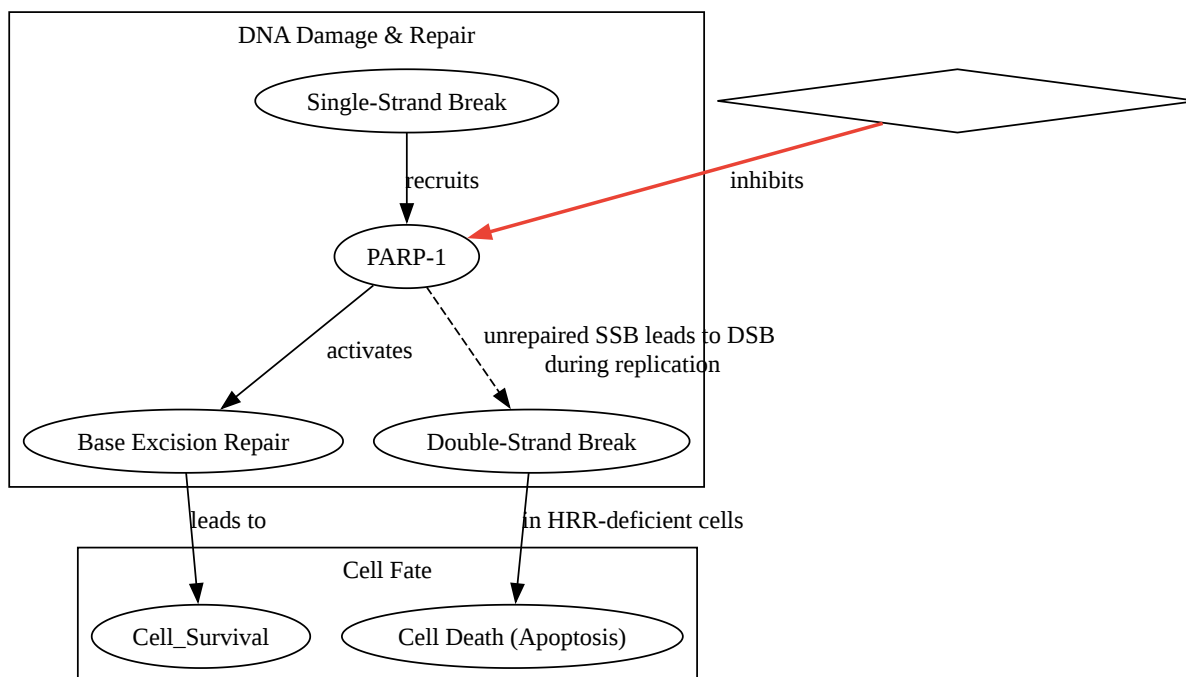 DNA Damage & Repair
Single-Strand Break
recruits
inhibits
PARP-1
activates
unrepaired SSB leads to DSB
during replication
Base Excision Repair
Double-Strand Break
leads to
in HRR-deficient cells
Cell Fate
Cell_Survival
Cell Death (Apoptosis)